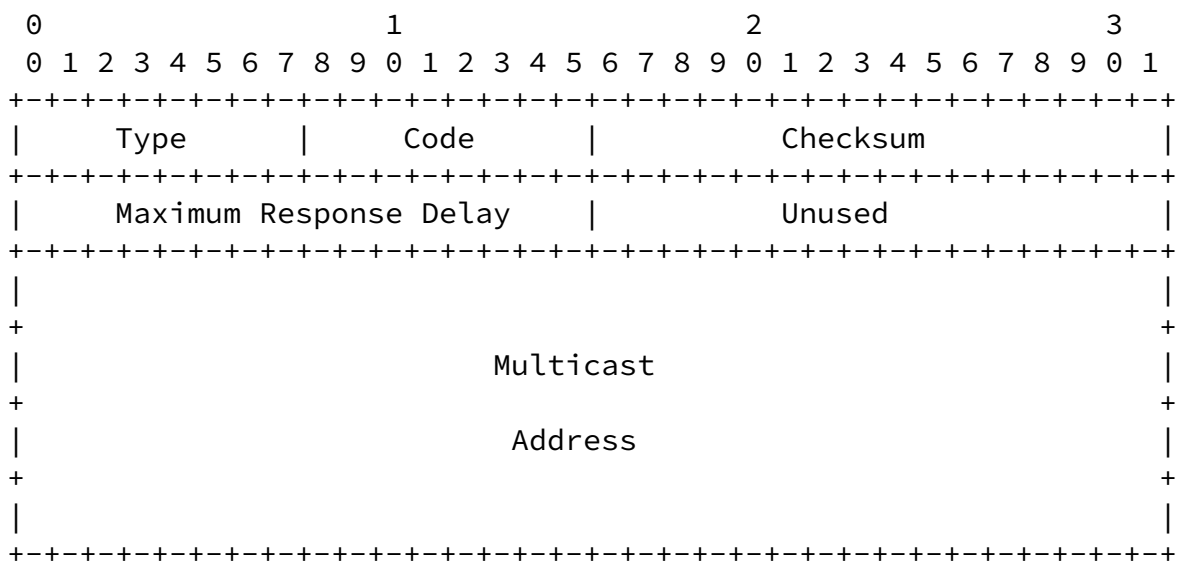 0                   1                   2                   3
 0 1 2 3 4 5 6 7 8 9 0 1 2 3 4 5 6 7 8 9 0 1 2 3 4 5 6 7 8 9 0 1
+-+-+-+-+-+-+-+-+-+-+-+-+-+-+-+-+-+-+-+-+-+-+-+-+-+-+-+-+-+-+-+-+
|     Type      |     Code      |          Checksum             |
+-+-+-+-+-+-+-+-+-+-+-+-+-+-+-+-+-+-+-+-+-+-+-+-+-+-+-+-+-+-+-+-+
|     Maximum Response Delay    |          Unused               |
+-+-+-+-+-+-+-+-+-+-+-+-+-+-+-+-+-+-+-+-+-+-+-+-+-+-+-+-+-+-+-+-+
|                                                               |
+                                                               +
|                          Multicast                            |
+                                                               +
|                           Address                             |
+                                                               +
|                                                               |
+-+-+-+-+-+-+-+-+-+-+-+-+-+-+-+-+-+-+-+-+-+-+-+-+-+-+-+-+-+-+-+-+